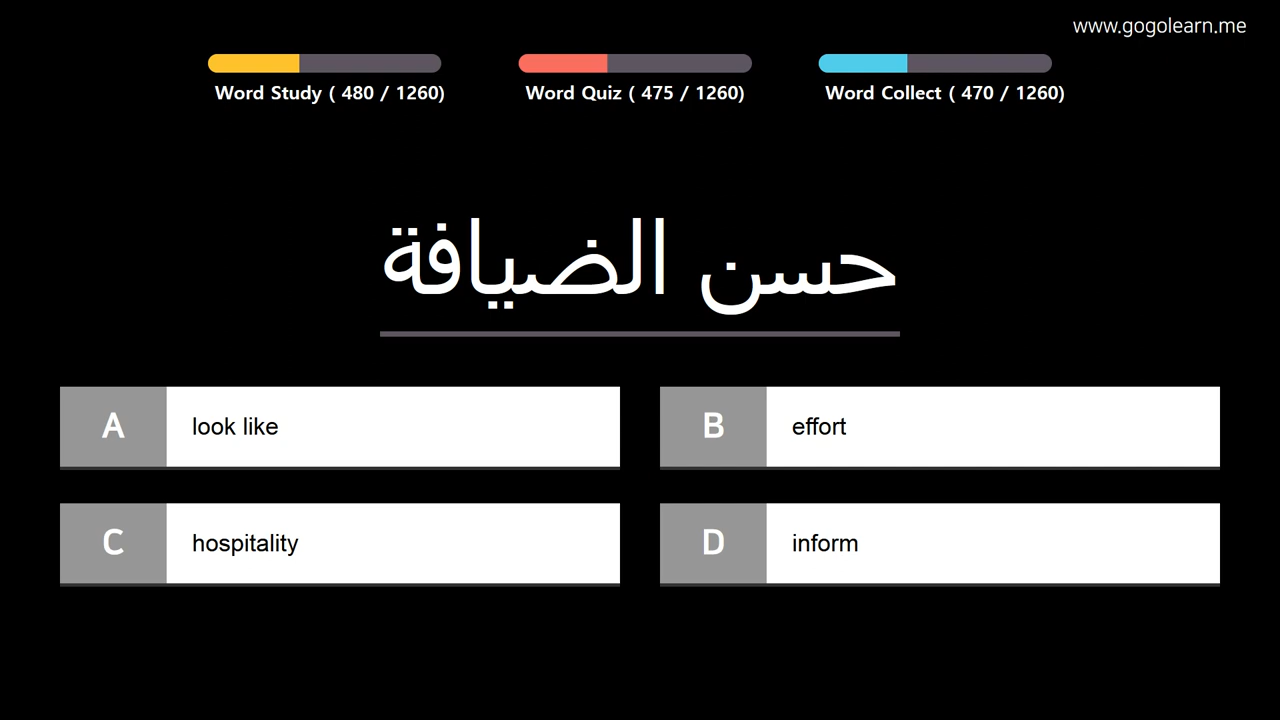 www.gogolearn.me
Word Study ( 480 / 1260)
Word Quiz ( 475 / 1260)
Word Collect ( 470 / 1260)
حسن الضيافة
A look like
B effort
C hospitality
D inform